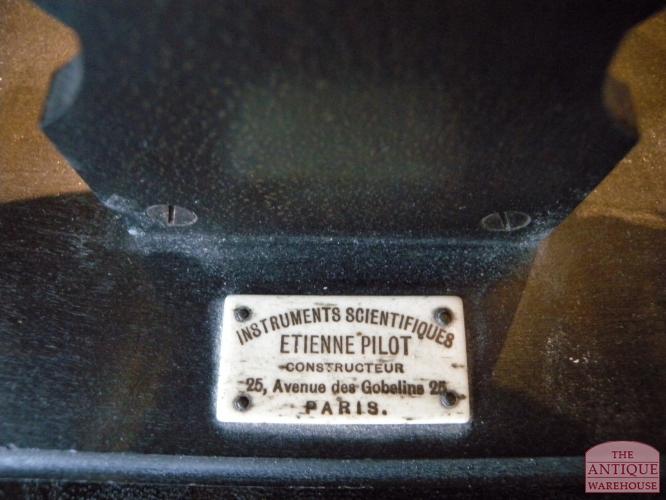 INSTRUMENTS SCIENTIFIQUES
ETIENNE PILOT
CONSTRUCTEUR
25, Avenue des Gobelins 25
PARIS.
THE
ANTIQUE
WAREHOUSE